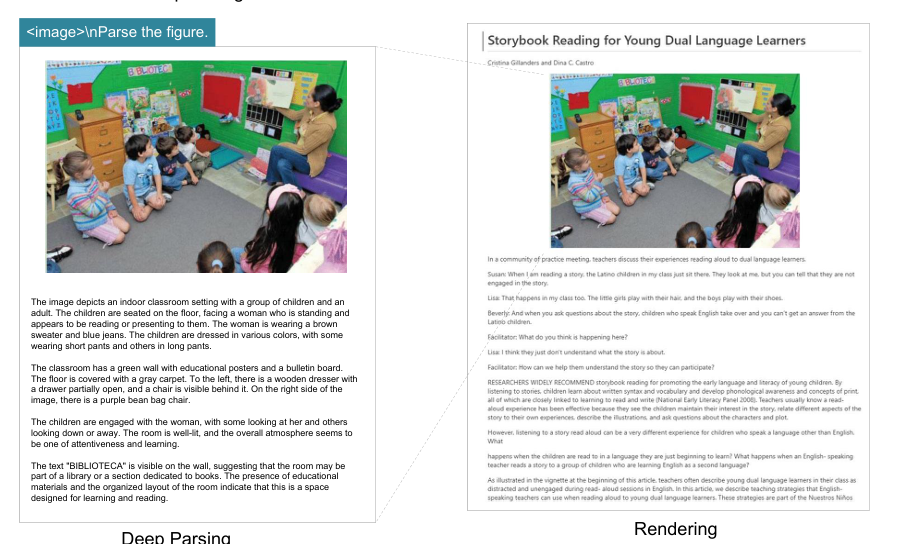 <image>\nParse the figure.
BIBLIOTECA
The image depicts an indoor classroom setting with a group of children and an
adult. The children are seated on the floor, facing a woman who is standing and
appears to be reading or presenting to them. The woman is wearing a brown
sweater and blue jeans. The children are dressed in various colors, with some
wearing short pants and others in long pants.
The classroom has a green wall with educational posters and a bulletin board.
The floor is covered with a gray carpet. To the left, there is a wooden dresser with
a drawer partially open, and a chair is visible behind it. On the right side of the
image, there is a purple bean bag chair.
The children are engaged with the woman, with some looking at her and others
looking down or away. The room is well-lit, and the overall atmosphere seems to
be one of attentiveness and learning.
The text "BIBLIOTECA" is visible on the wall, suggesting that the room may be
part of a library or a section dedicated to books. The presence of educational
materials and the organized layout of the room indicate that this is a space
designed for learning and reading.
Deep Parsing
Storybook Reading for Young Dual Language Learners
Cristina Gillanders and Dina C. Castro
BIBLIOTECA
In a community of practice meeting, teachers discuss their experiences reading aloud to dual language learners.
Susan: When I am reading a story, the Latino children in my class just sit there. They look at me, but you can tell that they are not
engaged in the story.
Lisa: That happens in my class too. The little girls play with their hair, and the boys play with their shoes.
Beverly: And when you ask questions about the story, children who speak English take over and you can't get an answer from the
Latino children.
Facilitator: What do you think is happening here?
Lisa: I think they just don't understand what the story is about.
Facilitator: How can we help them understand the story so they can participate?
RESEARCHERS WIDELY RECOMMEND storybook reading for promoting the early language and literacy of young children. By
listening to stories, children learn about written syntax and vocabulary and develop phonological awareness and concepts of print,
all of which are closely linked to learning to read and write (National Early Literacy Panel 2008). Teachers usually know a read-
aloud experience has been effective because they see the children maintain their interest in the story, relate different aspects of the
story to their own experiences, describe the illustrations, and ask questions about the characters and plot.
However, listening to a story read aloud can be a very different experience for children who speak a language other than English.
What
happens when the children are read to in a language they are just beginning to learn? What happens when an English- speaking
teacher reads a story to a group of children who are learning English as a second language?
As illustrated in the vignette at the beginning of this article, teachers often describe young dual language learners in their class as
distracted and unengaged during read- aloud sessions in English. In this article, we describe teaching strategies that English-
speaking teachers can use when reading aloud to young dual language learners. These strategies are part of the Nuestros Niños
Rendering